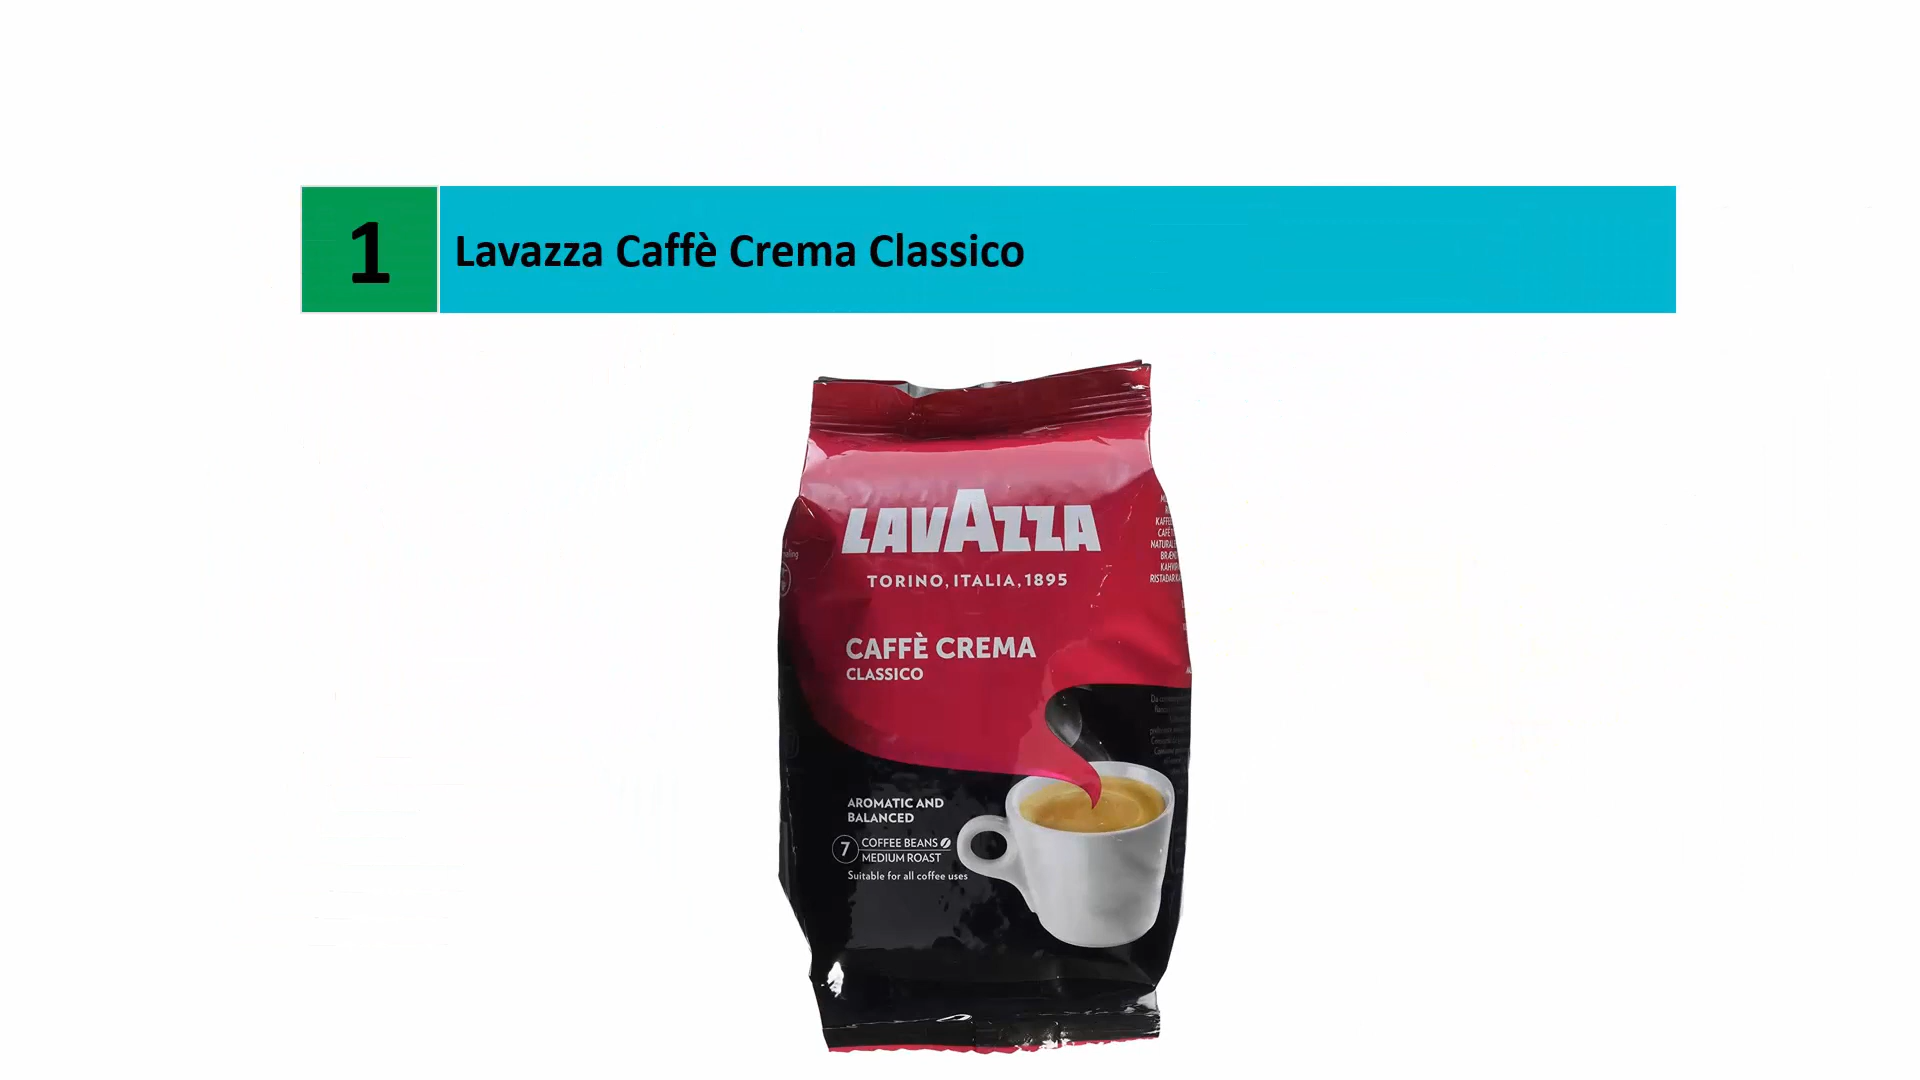 1
Lavazza Caffè Crema Classico
LAVAZZA
TORINO, ITALIA, 1895
CAFFÈ CREMA
CLASSICO
AROMATIC AND
BALANCED
7
COFFEE BEANS
MEDIUM ROAST
Suitable for all coffee uses